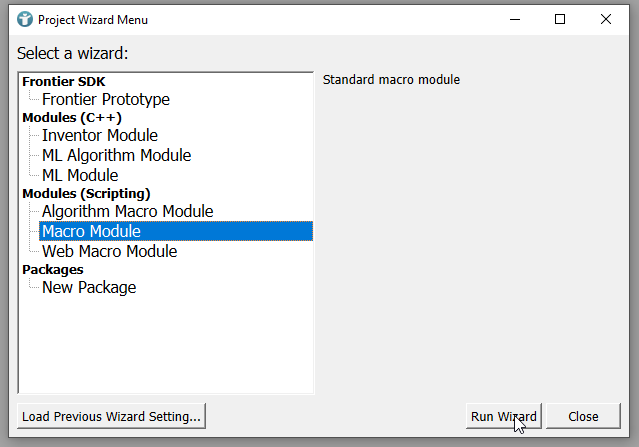 Project Wizard Menu
Select a wizard:
Frontier SDK
Frontier Prototype
Modules (C++)
Inventor Module
ML Algorithm Module
ML Module
Modules (Scripting)
Algorithm Macro Module
Macro Module
Web Macro Module
Packages
New Package
Standard macro module
Load Previous Wizard Setting...
Run Wizard
Close